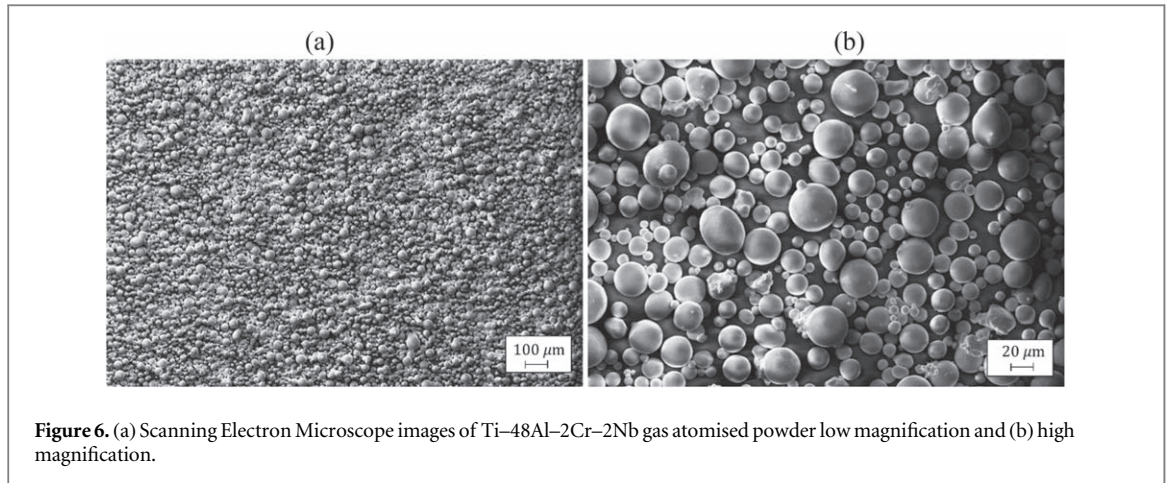 (a)
(b)
100 μm
20 μm
Figure 6. (a) Scanning Electron Microscope images of Ti–48Al–2Cr–2Nb gas atomised powder low magnification and (b) high
magnification.